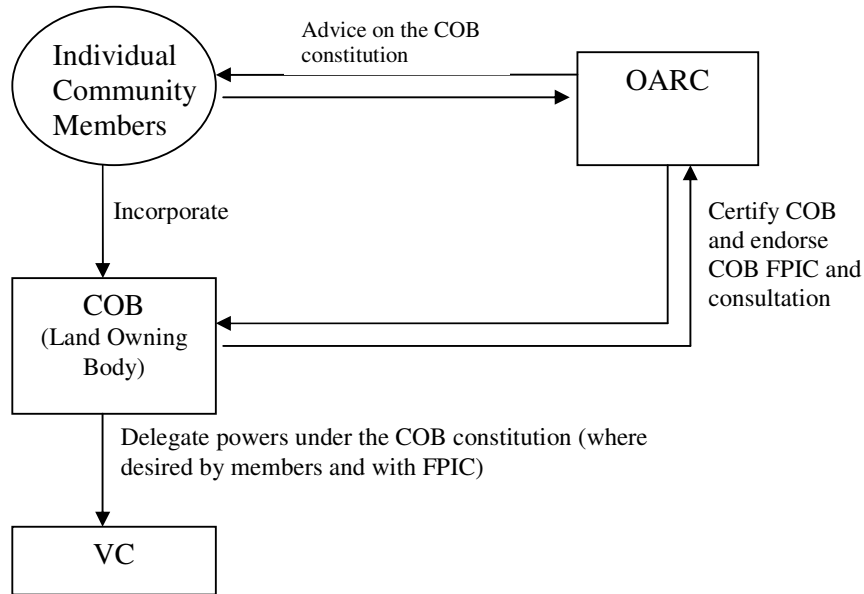 Advice on the COB
constitution
Individual
Community
Members
OARC
Incorporate
Certify COB
and endorse
COB FPIC and
consultation
COB
(Land Owning
Body)
Delegate powers under the COB constitution (where
desired by members and with FPIC)
VC